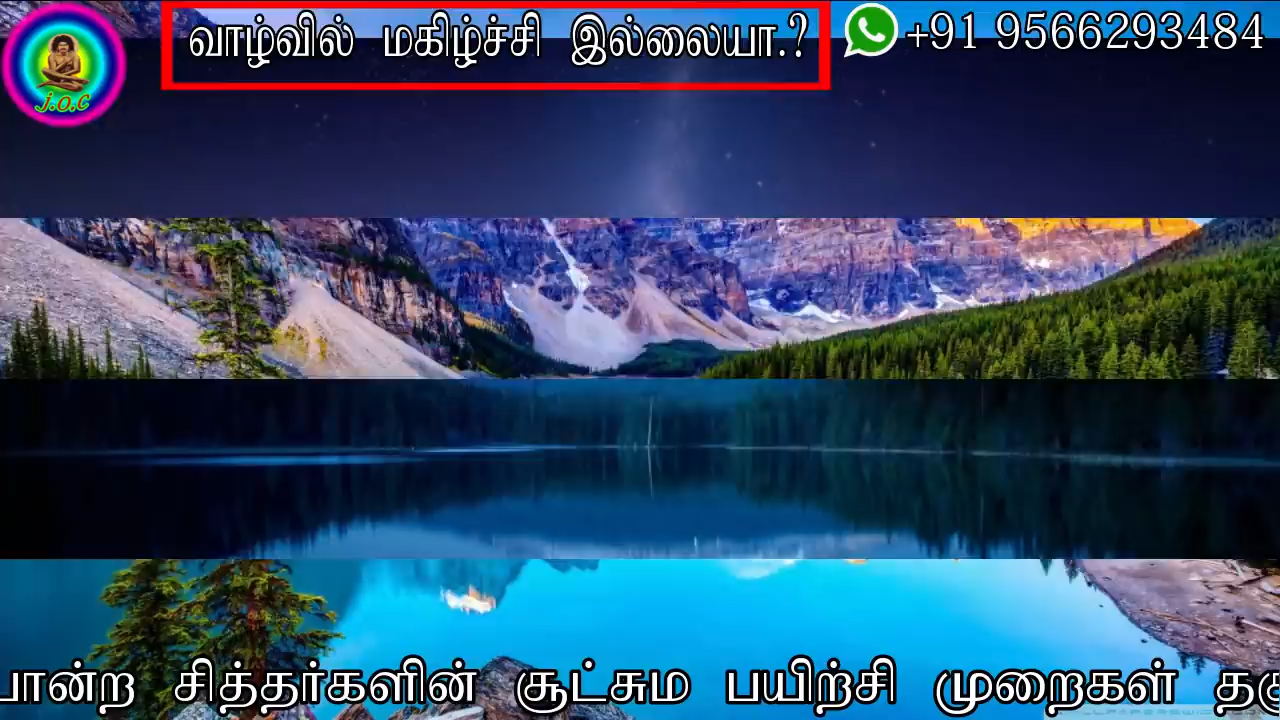 வாழ்வில் மகிழ்ச்சி இல்லையா.?
+91 9566293484
j.o.c
சித்தர்களின் சூட்சும பயிற்சி முறைகள்